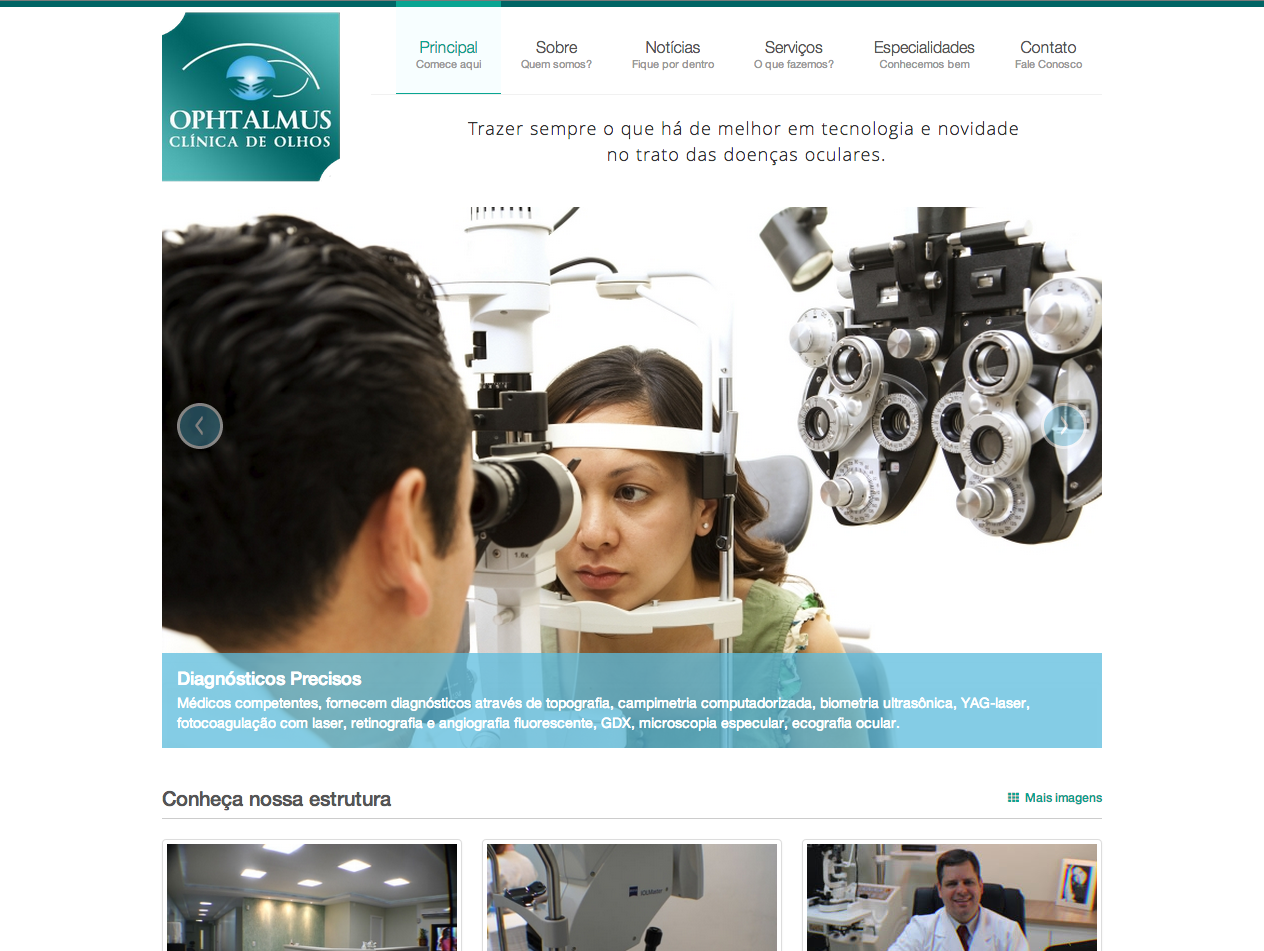 OPHTALMUS
CLÍNICA DE OLHOS
Principal
Comece aqui
Sobre
Quem somos?
Notícias
Fique por dentro
Serviços
O que fazemos?
Especialidades
Conhecemos bem
Contato
Fale Conosco
Trazer sempre o que há de melhor em tecnologia e novidade
no trato das doenças oculares.
1.6x
Diagnósticos Precisos
Médicos competentes, fornecem diagnósticos através de topografia, campimetria computadorizada, biometria ultrasônica, YAG-laser,
fotocoagulação com laser, retinografia e angiografia fluorescente, GDX, microscopia especular, ecografia ocular.
Conheça nossa estrutura
Mais imagens